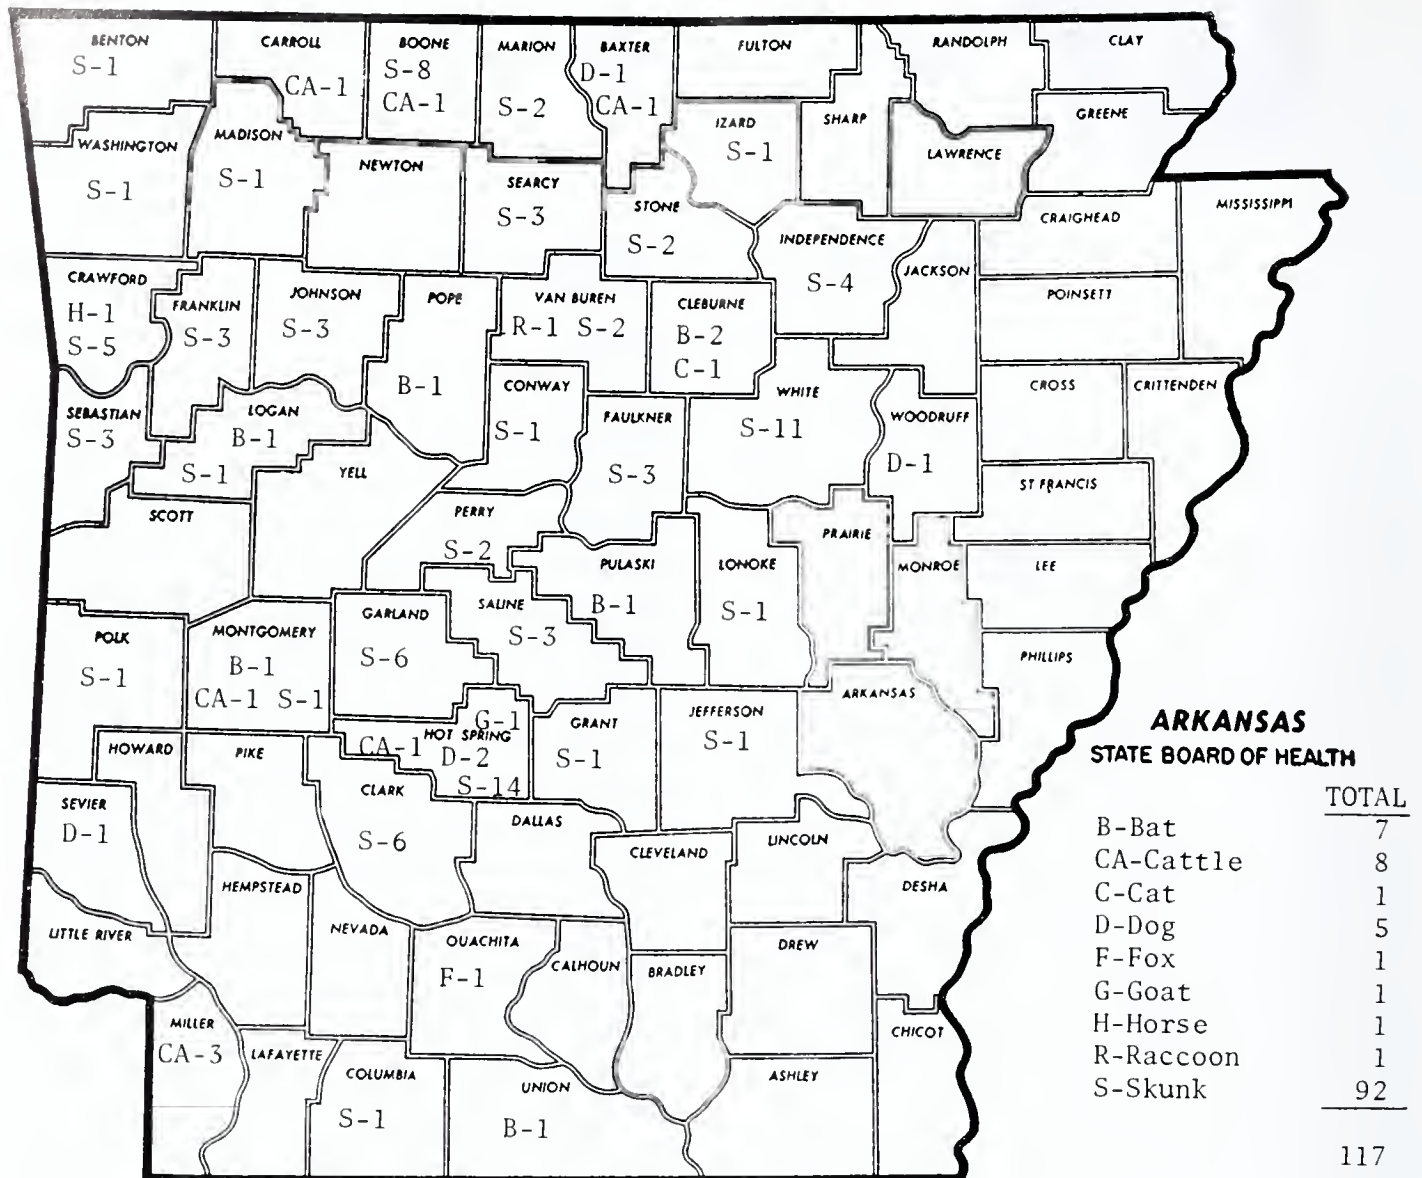 BENTON
S-1
CARROLL
CA-1
BOONE
S-8
CA-1
MARION
S-2
BAXTER
D-1
CA-1
FULTON
RANDOLPH
CLAY
WASHINGTON
S-1
MADISON
S-1
NEWTON
SEARCY
S-3
STONE
S-2
IZARD
S-1
SHARP
LAWRENCE
GREENE
INDEPENDENCE
S-4
JACKSON
CRAIGHEAD
MISSISSIPPI
CRAWFORD
H-1
S-5
FRANKLIN
S-3
JOHNSON
S-3
POPE
B-1
VAN BUREN
R-1 S-2
CLEBURNE
B-2
C-1
POINSETT
SEBASTIAN
S-3
LOGAN
B-1
S-1
YELL
CONWAY
S-1
FAULKNER
S-3
WHITE
S-11
WOODRUFF
D-1
CROSS
CRITTENDEN
SCOTT
PERRY
S-2
PULASKI
B-1
LONOKE
S-1
PRAIRIE
MONROE
ST FRANCIS
LEE
POLK
S-1
MONTGOMERY
B-1
CA-1 S-1
GARLAND
S-6
SALINE
S-3
PHILLIPS
HOWARD
PIKE
G-1
HOT SPRING
CA-1
D-2
S-14
GRANT
S-1
JEFFERSON
S-1
ARKANSAS
SEVIER
D-1
CLARK
S-6
DALLAS
CLEVELAND
LINCOLN
DESHA
LITTLE RIVER
HEMPSTEAD
NEVADA
OUACHITA
F-1
CALHOUN
BRADLEY
DREW
CHICOT
MILLER
CA-3
LAFAYETTE
COLUMBIA
S-1
UNION
B-1
ASHLEY
ARKANSAS
STATE BOARD OF HEALTH
TOTAL
B-Bat 7
CA-Cattle 8
C-Cat 1
D-Dog 5
F-Fox 1
G-Goat 1
H-Horse 1
R-Raccoon 1
S-Skunk 92
117